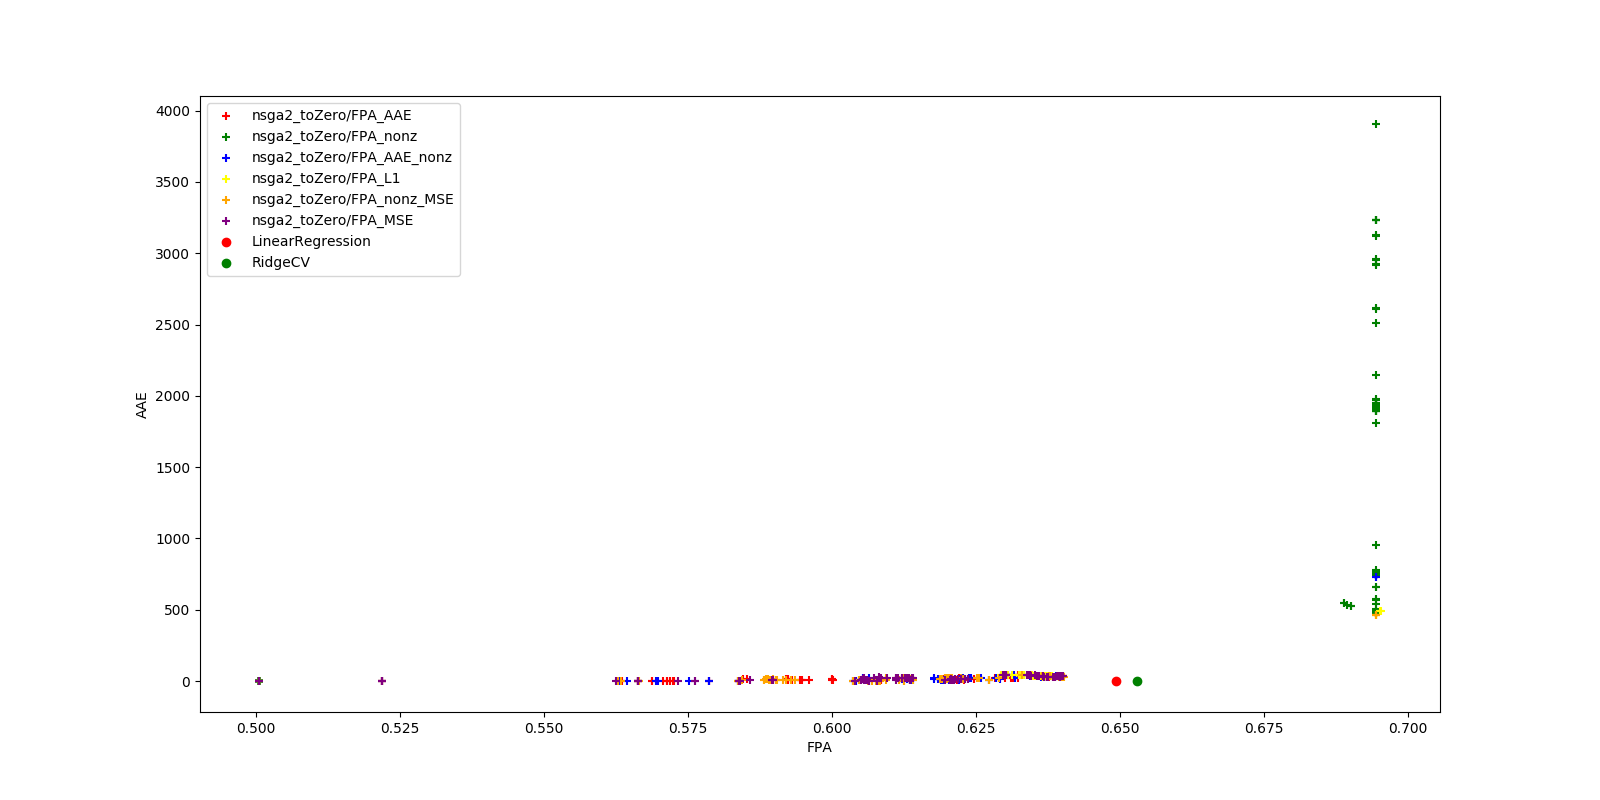 nsga2_toZero/FPA_AAE
nsga2_toZero/FPA_nonz
nsga2_toZero/FPA_AAE_nonz
nsga2_toZero/FPA_L1
nsga2_toZero/FPA_nonz_MSE
nsga2_toZero/FPA_MSE
LinearRegression
RidgeCV
4000
3500
3000
2500
2000
1500
1000
500
0
AAE
0.500 0.525 0.550 0.575 0.600 0.625 0.650 0.675 0.700
FPA